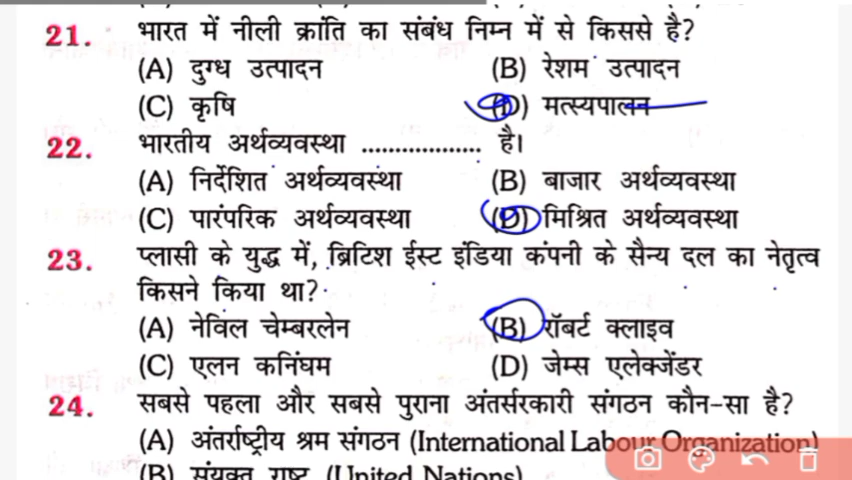 21. भारत में नीली क्रांति का संबंध निम्न में से किससे है?
(A) दुग्ध उत्पादन (B) रेशम उत्पादन
(C) कृषि (D) मत्स्यपालन
22. भारतीय अर्थव्यवस्था ................... है।
(A) निर्देशित अर्थव्यवस्था (B) बाजार अर्थव्यवस्था
(C) पारंपरिक अर्थव्यवस्था (D) मिश्रित अर्थव्यवस्था
23. प्लासी के युद्ध में, ब्रिटिश ईस्ट इंडिया कंपनी के सैन्य दल का नेतृत्व
किसने किया था?
(A) नेविल चेम्बरलेन (B) रॉबर्ट क्लाइव
(C) एलन कनिंघम (D) जेम्स एलेक्जेंडर
24. सबसे पहला और सबसे पुराना अंतर्सरकारी संगठन कौन-सा है?
(A) अंतर्राष्ट्रीय श्रम संगठन (International Labour Organization)
(B) संयुक्त राष्ट्र (United Nations)